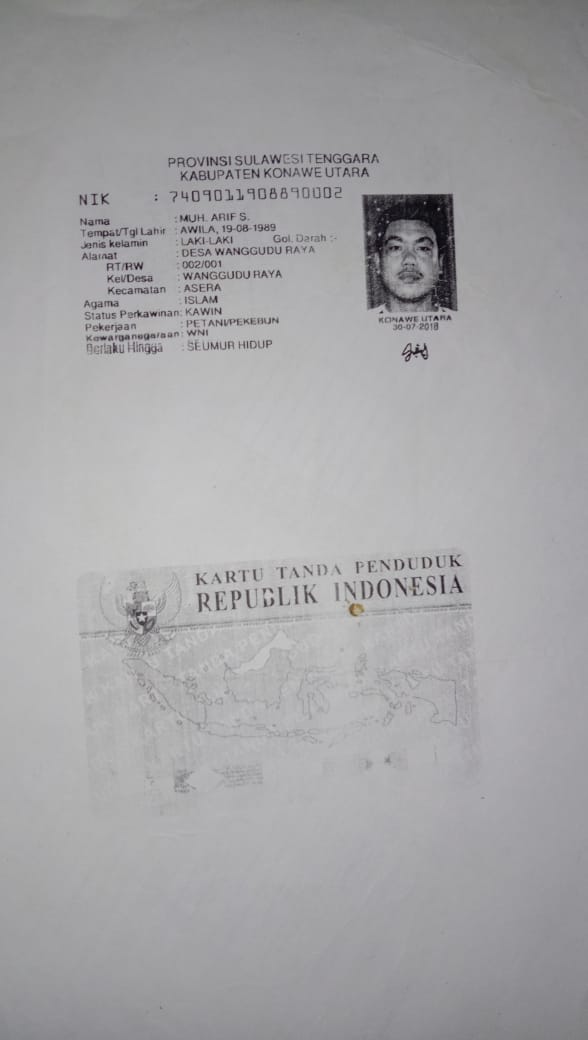 PROVINSI SULAWESI TENGGARA
KABUPATEN KONAWE UTARA
NIK : 7409011908890002
Nama : MUH. ARIF S.
Tempat/Tgl Lahir : AWILA, 19-08-1989
Jenis kelamin : LAKI-LAKI Gol. Darah :-
Alamat : DESA WANGGUDU RAYA
RT/RW : 002/001
Kel/Desa : WANGGUDU RAYA
Kecamatan : ASERA
Agama : ISLAM
Status Perkawinan: KAWIN
Pekerjaan : PETANI/PEKEBUN
Kewarganegaraan: WNI
Berlaku Hingga : SEUMUR HIDUP
KONAWE UTARA
30-07-2018
KARTU TANDA PENDUDUK
REPUBLIK INDONESIA